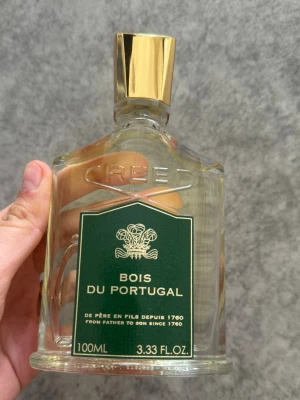 CREED
BOIS
DU PORTUGAL
DE PÈRE EN FILS DEPUIS 1760
FROM FATHER TO SON SINCE 1760
100ML 3.33 FL.OZ.